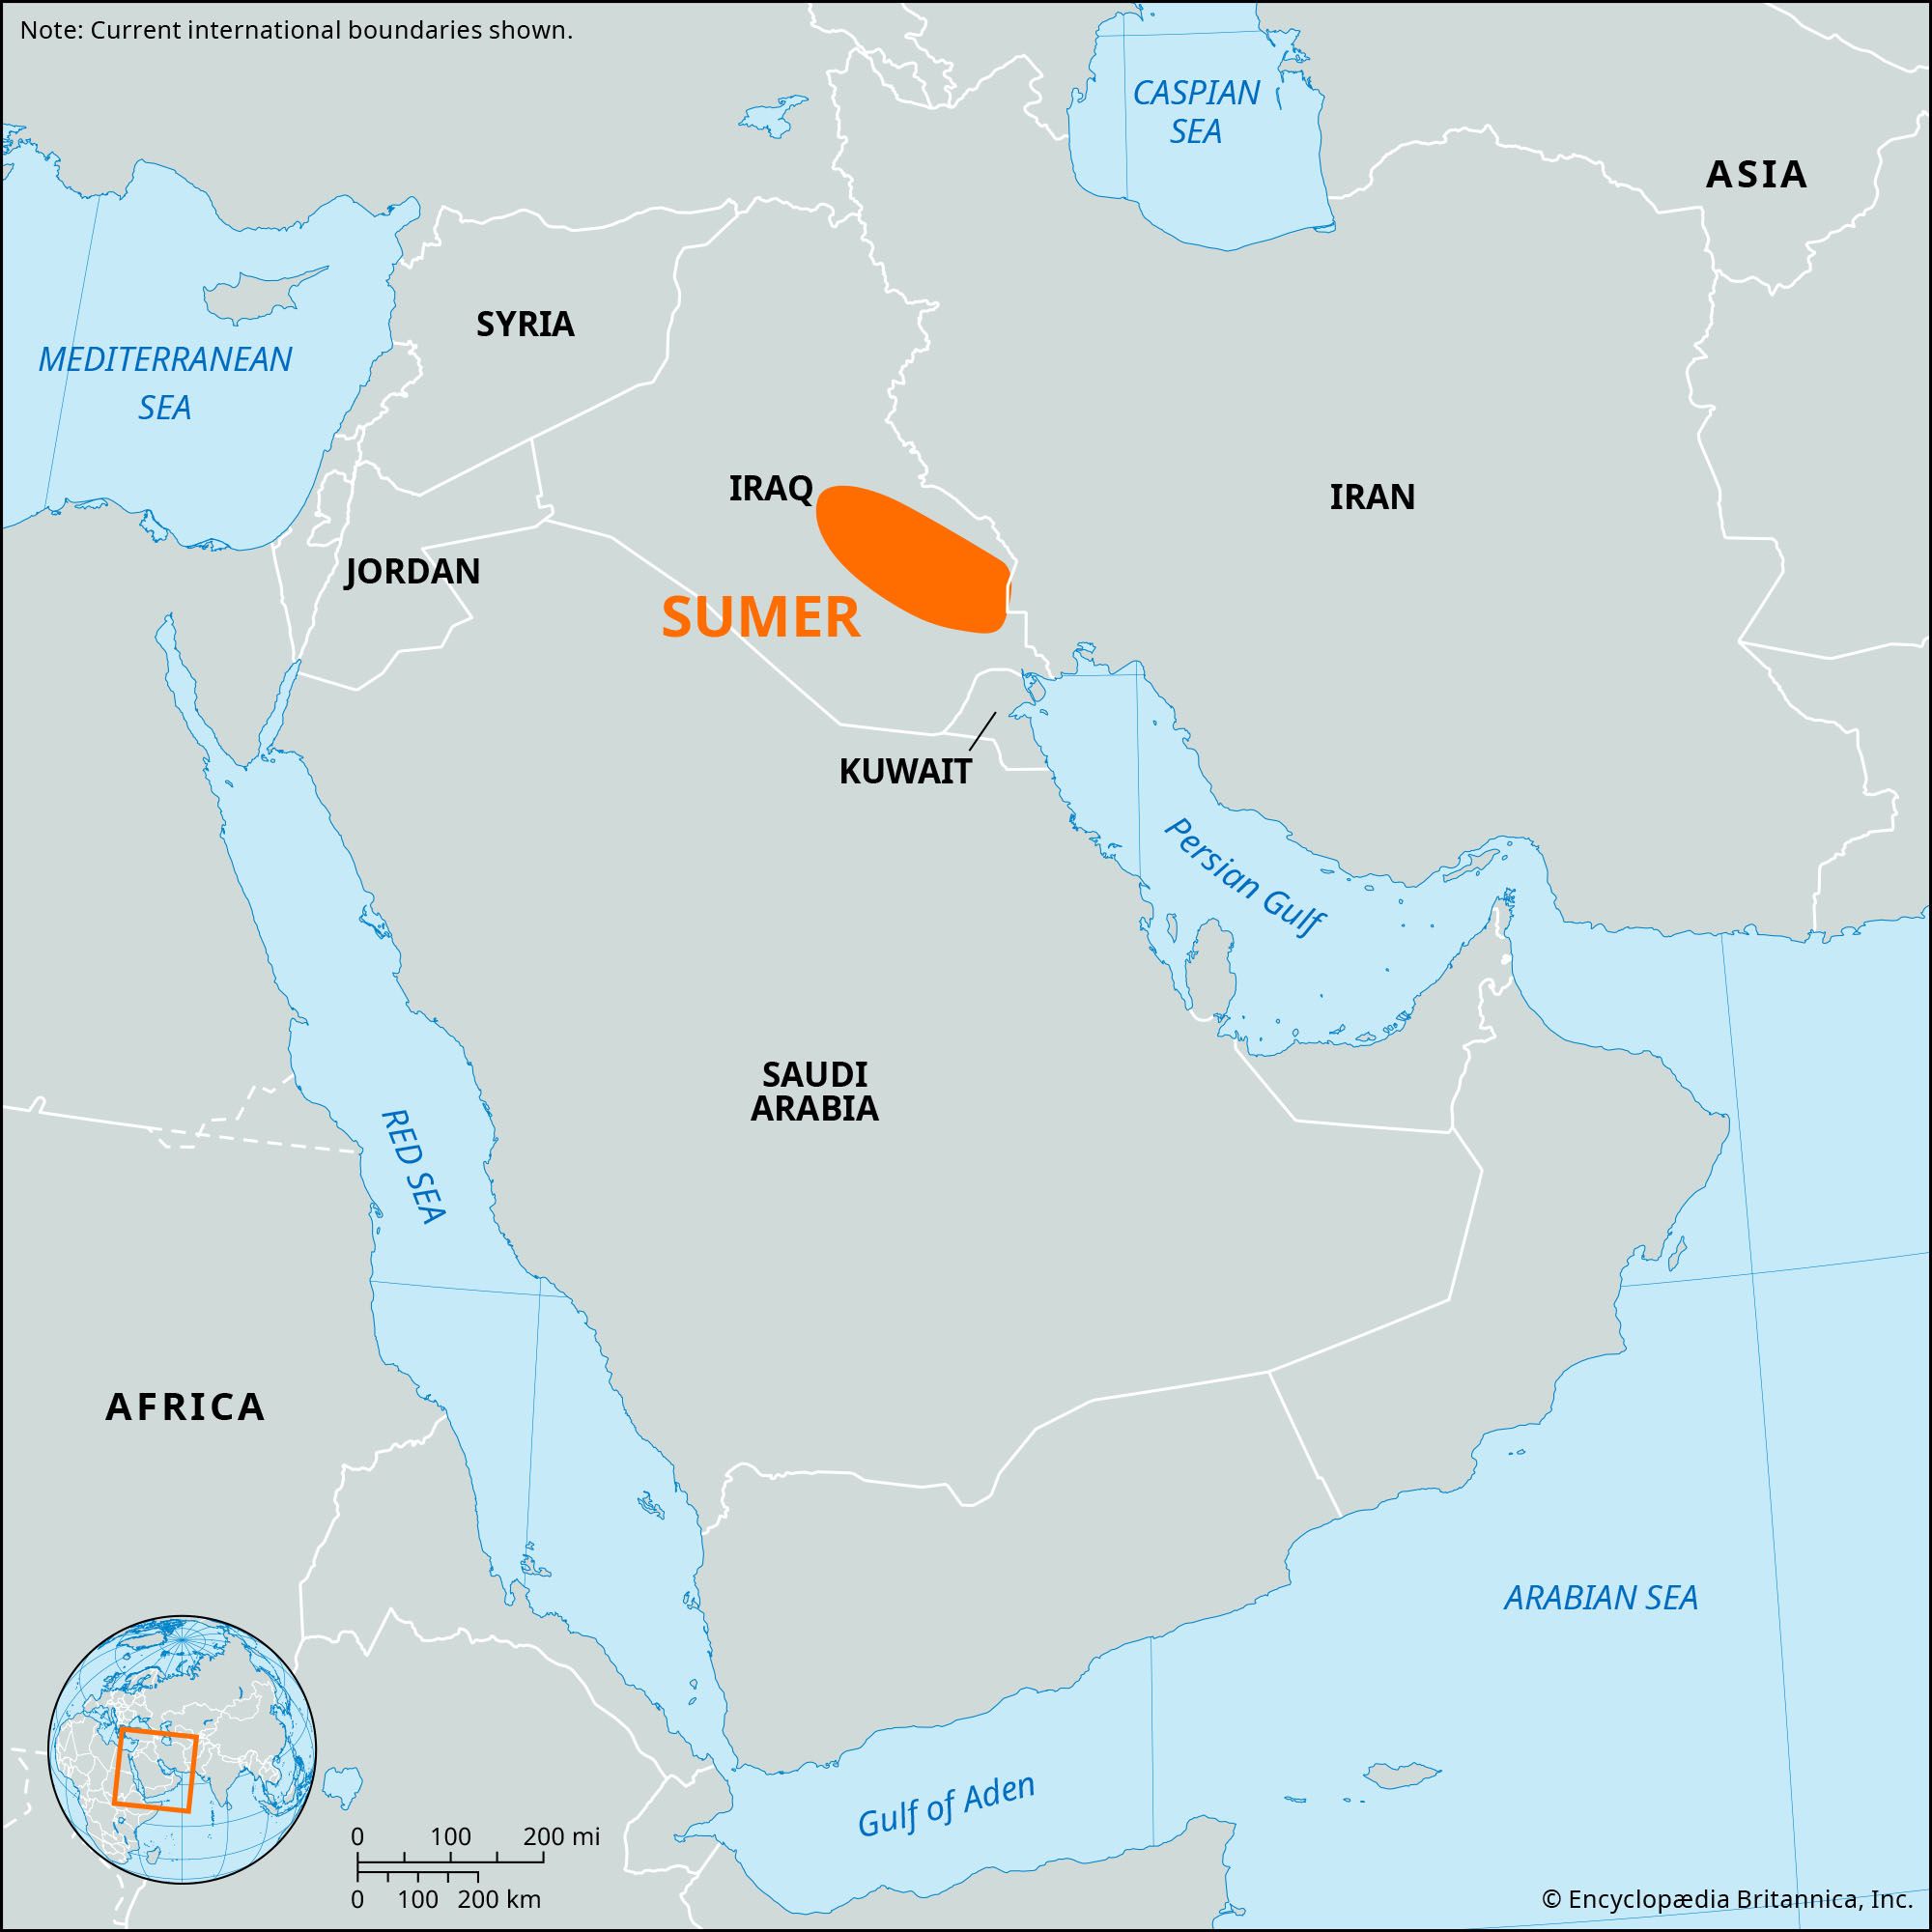 Note: Current international boundaries shown.
CASPIAN
SEA
ASIA
SYRIA
MEDITERRANEAN
SEA
IRAQ
IRAN
JORDAN
SUMER
KUWAIT
Persian Gulf
SAUDI
ARABIA
RED SEA
AFRICA
ARABIAN SEA
Gulf of Aden
0 100 200 mi
0 100 200 km
© Encyclopædia Britannica, Inc.